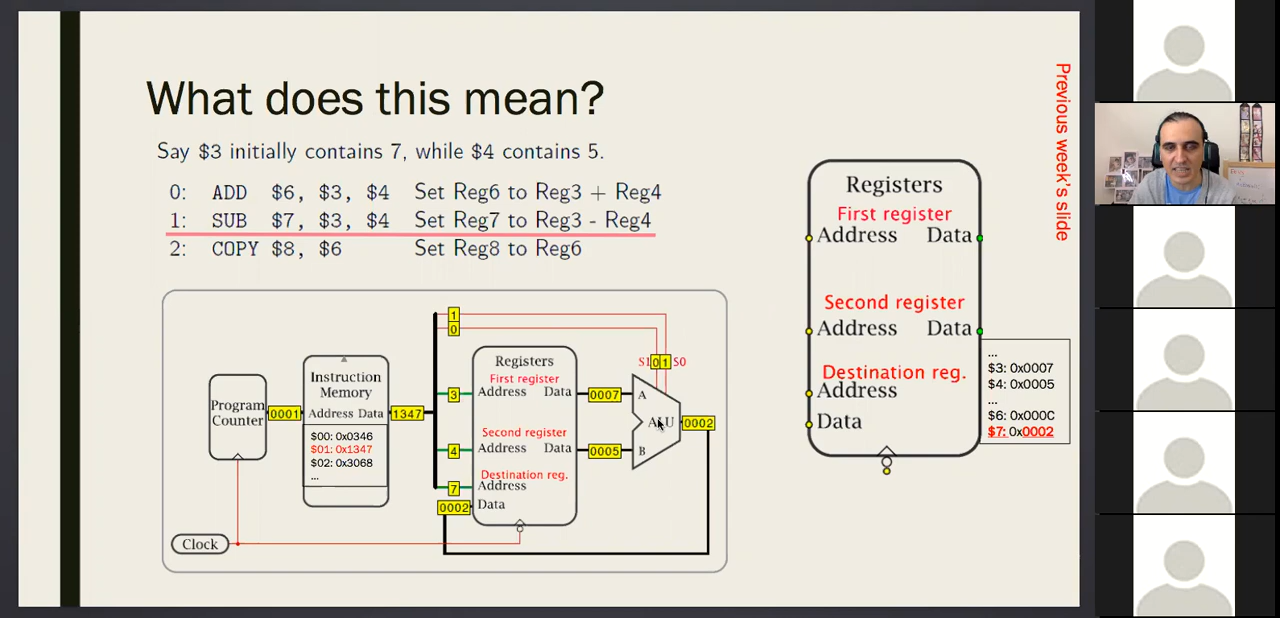 What does this mean?
Previous week's slide
Say $3 initially contains 7, while $4 contains 5.
0: ADD $6, $3, $4 Set Reg6 to Reg3 + Reg4
1: SUB $7, $3, $4 Set Reg7 to Reg3 - Reg4
2: COPY $8, $6 Set Reg8 to Reg6
Program
Counter
0001
Instruction
Memory
Address Data
$00: 0x0346
$01: 0x1347
$02: 0x3068
...
1347
Clock
1
0
3
4
7
0002
Registers
First register
Address Data
Second register
Address Data
Destination reg.
Address
Data
0007
0005
S1 0 1 S0
A
ALU
B
0002
Registers
First register
Address Data
Second register
Address Data
Destination reg.
Address
Data
...
$3: 0x0007
$4: 0x0005
...
$6: 0x000C
$7: 0x0002